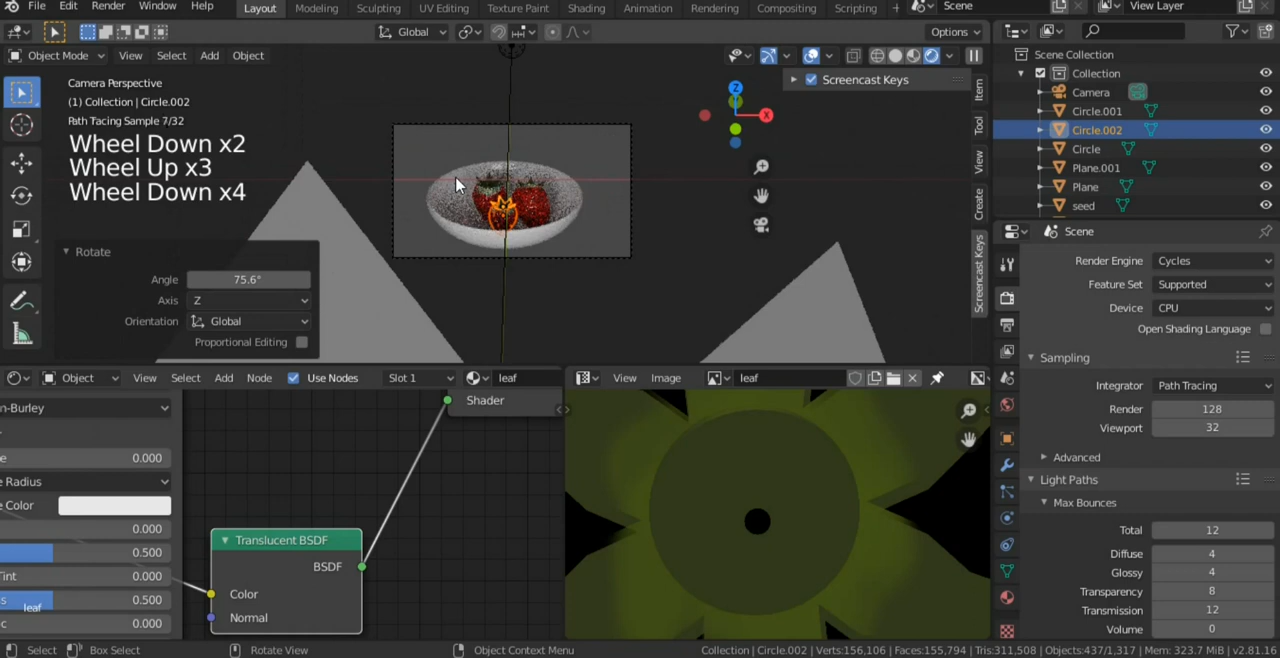 File Edit Render Window Help Layout Modeling Sculpting UV Editing Texture Paint Shading Animation Rendering Compositing Scripting + Scene View Layer
Global Options
Object Mode View Select Add Object
Camera Perspective
(1) Collection | Circle.002
Path Tacing Sample 7/32
Wheel Down x2
Wheel Up x3
Wheel Down x4
Rotate
Angle 75.6°
Axis Z
Orientation Global
Proportional Editing
Z
X
Screencast Keys
Item
Tool
View
Create
Screencast Keys
Scene Collection
Collection
Camera
Circle.001
Circle.002
Circle
Plane.001
Plane
seed
Scene
Render Engine Cycles
Feature Set Supported
Device CPU
Open Shading Language
Sampling
Integrator Path Tracing
Render 128
Viewport 32
Advanced
Light Paths
Max Bounces
Total 12
Diffuse 4
Glossy 4
Transparency 8
Transmission 12
Volume 0
Object View Select Add Node Use Nodes Slot 1 leaf
n-Burley
e 0.000
e Radius
e Color
0.000
0.500
Tint 0.000
s 0.500
c 0.000
leaf
Shader
Translucent BSDF
BSDF
Color
Normal
View Image leaf
Select Box Select Rotate View Object Context Menu Collection | Circle.002 | Verts:156,106 | Faces:155,794 | Tris:311,508 | Objects:437/1,317 | Mem: 323.7 MiB | v2.81.16